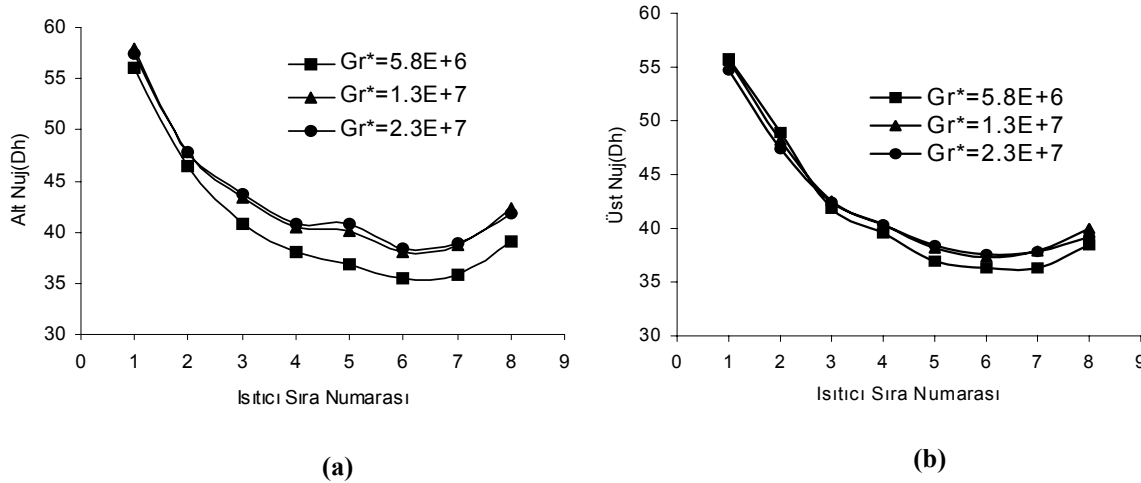 60
55
50
45
40
35
30
Alt Nuj(Dh)
Gr*=5.8E+6
Gr*=1.3E+7
Gr*=2.3E+7
0 1 2 3 4 5 6 7 8 9
Isıtıcı Sıra Numarası
(a)
60
55
50
45
40
35
30
Üst Nuj(Dh)
Gr*=5.8E+6
Gr*=1.3E+7
Gr*=2.3E+7
0 1 2 3 4 5 6 7 8 9
Isıtıcı Sıra Numarası
(b)